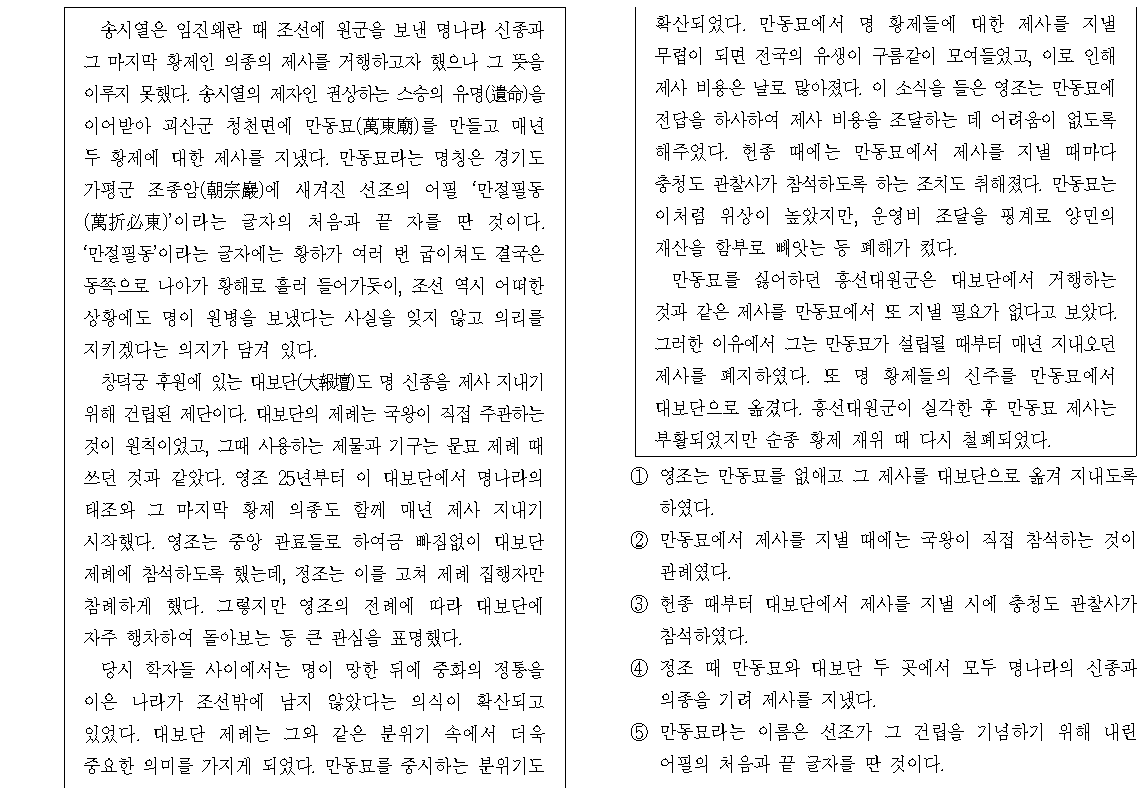 송시열은 임진왜란 때 조선에 원군을 보낸 명나라 신종과
그 마지막 황제인 의종의 제사를 거행하고자 했으나 그 뜻을
이루지 못했다. 송시열의 제자인 권상하는 스승의 유명(遺命)을
이어받아 괴산군 청천면에 만동묘(萬東廟)를 만들고 매년
두 황제에 대한 제사를 지냈다. 만동묘라는 명칭은 경기도
가평군 조종암(朝宗巖)에 새겨진 선조의 어필 ‘만절필동
(萬折必東)’이라는 글자의 처음과 끝 자를 딴 것이다.
‘만절필동’이라는 글자에는 황하가 여러 번 굽이쳐도 결국은
동쪽으로 나아가 황해로 흘러 들어가듯이, 조선 역시 어떠한
상황에도 명이 원병을 보냈다는 사실을 잊지 않고 의리를
지키겠다는 의지가 담겨 있다.
창덕궁 후원에 있는 대보단(大報壇)도 명 신종을 제사 지내기
위해 건립된 제단이다. 대보단의 제례는 국왕이 직접 주관하는
것이 원칙이었고, 그때 사용하는 제물과 기구는 문묘 제례 때
쓰던 것과 같았다. 영조 25년부터 이 대보단에서 명나라의
태조와 그 마지막 황제 의종도 함께 매년 제사 지내기
시작했다. 영조는 중앙 관료들로 하여금 빠짐없이 대보단
제례에 참석하도록 했는데, 정조는 이를 고쳐 제례 집행자만
참례하게 했다. 그렇지만 영조의 전례에 따라 대보단에
자주 행차하여 돌아보는 등 큰 관심을 표명했다.
당시 학자들 사이에서는 명이 망한 뒤에 중화의 정통을
이은 나라가 조선밖에 남지 않았다는 의식이 확산되고
있었다. 대보단 제례는 그와 같은 분위기 속에서 더욱
중요한 의미를 가지게 되었다. 만동묘를 중시하는 분위기도
확산되었다. 만동묘에서 명 황제들에 대한 제사를 지낼
무렵이 되면 전국의 유생이 구름같이 모여들었고, 이로 인해
제사 비용은 날로 많아졌다. 이 소식을 들은 영조는 만동묘에
전답을 하사하여 제사 비용을 조달하는 데 어려움이 없도록
해주었다. 헌종 때에는 만동묘에서 제사를 지낼 때마다
충청도 관찰사가 참석하도록 하는 조치도 취해졌다. 만동묘는
이처럼 위상이 높았지만, 운영비 조달을 핑계로 양민의
재산을 함부로 빼앗는 등 폐해가 컸다.
만동묘를 싫어하던 흥선대원군은 대보단에서 거행하는
것과 같은 제사를 만동묘에서 또 지낼 필요가 없다고 보았다.
그러한 이유에서 그는 만동묘가 설립될 때부터 매년 지내오던
제사를 폐지하였다. 또 명 황제들의 신주를 만동묘에서
대보단으로 옮겼다. 흥선대원군이 실각한 후 만동묘 제사는
부활되었지만 순종 황제 재위 때 다시 철폐되었다.
① 영조는 만동묘를 없애고 그 제사를 대보단으로 옮겨 지내도록
하였다.
② 만동묘에서 제사를 지낼 때에는 국왕이 직접 참석하는 것이
관례였다.
③ 헌종 때부터 대보단에서 제사를 지낼 시에 충청도 관찰사가
참석하였다.
④ 정조 때 만동묘와 대보단 두 곳에서 모두 명나라의 신종과
의종을 기려 제사를 지냈다.
⑤ 만동묘라는 이름은 선조가 그 건립을 기념하기 위해 내린
어필의 처음과 끝 글자를 딴 것이다.